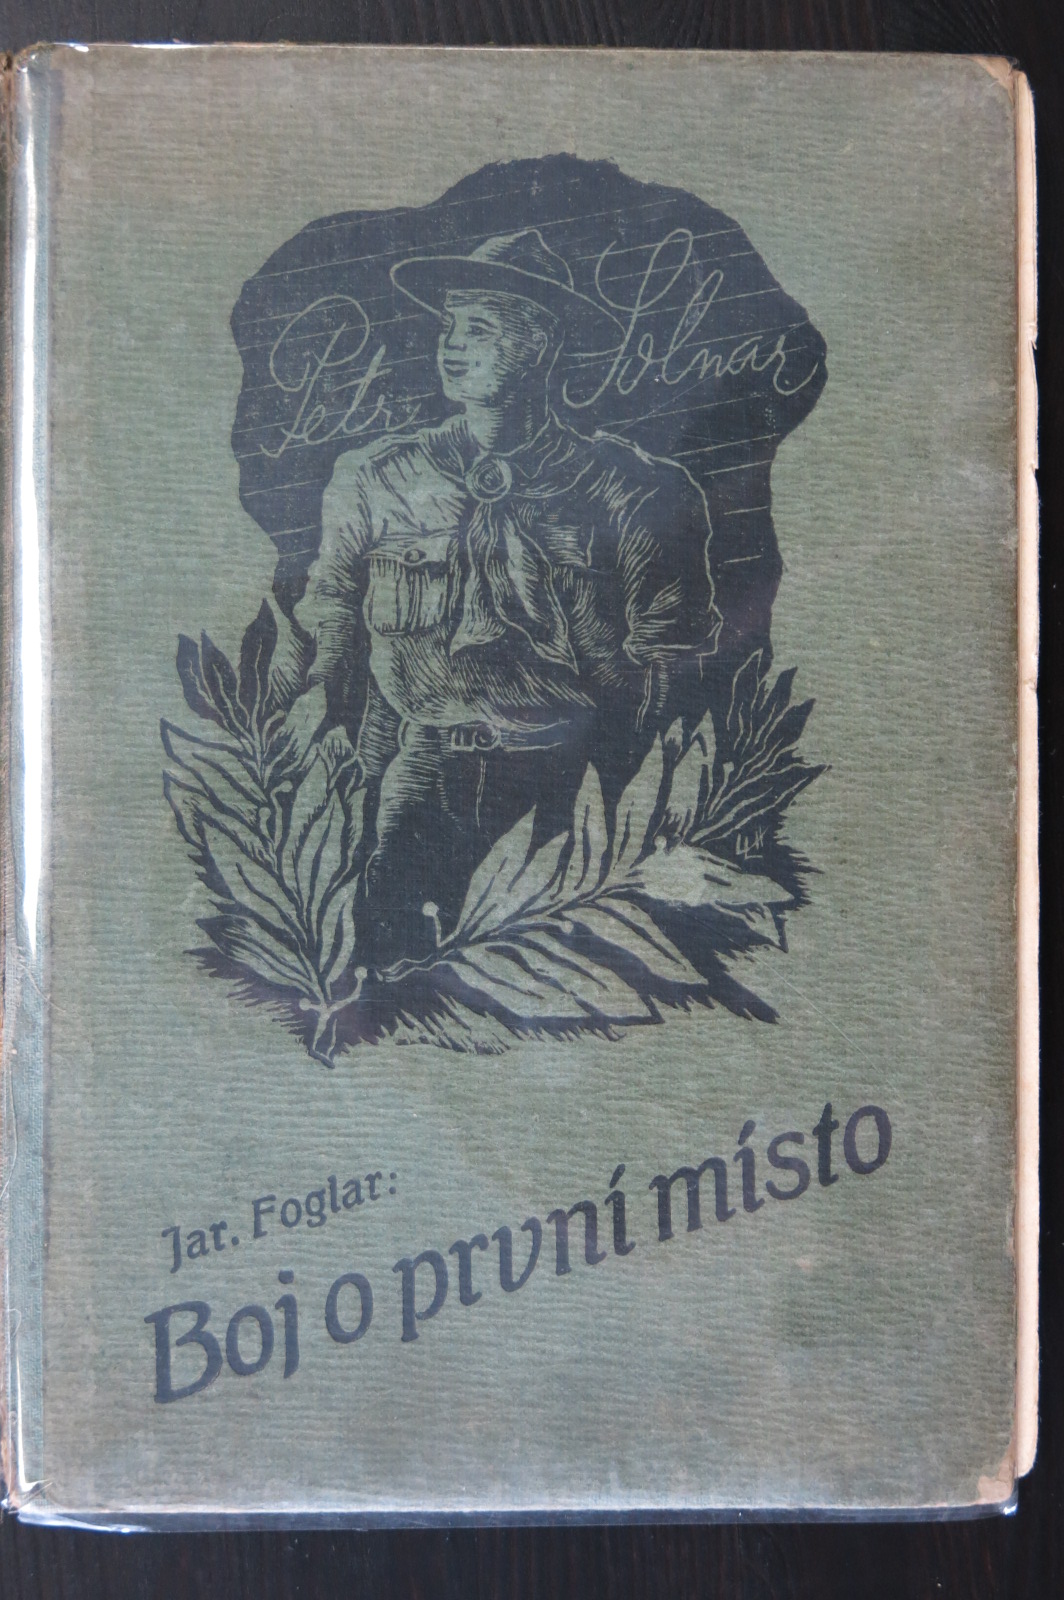 Petr Solnar
Jar. Foglar:
Boj o první místo